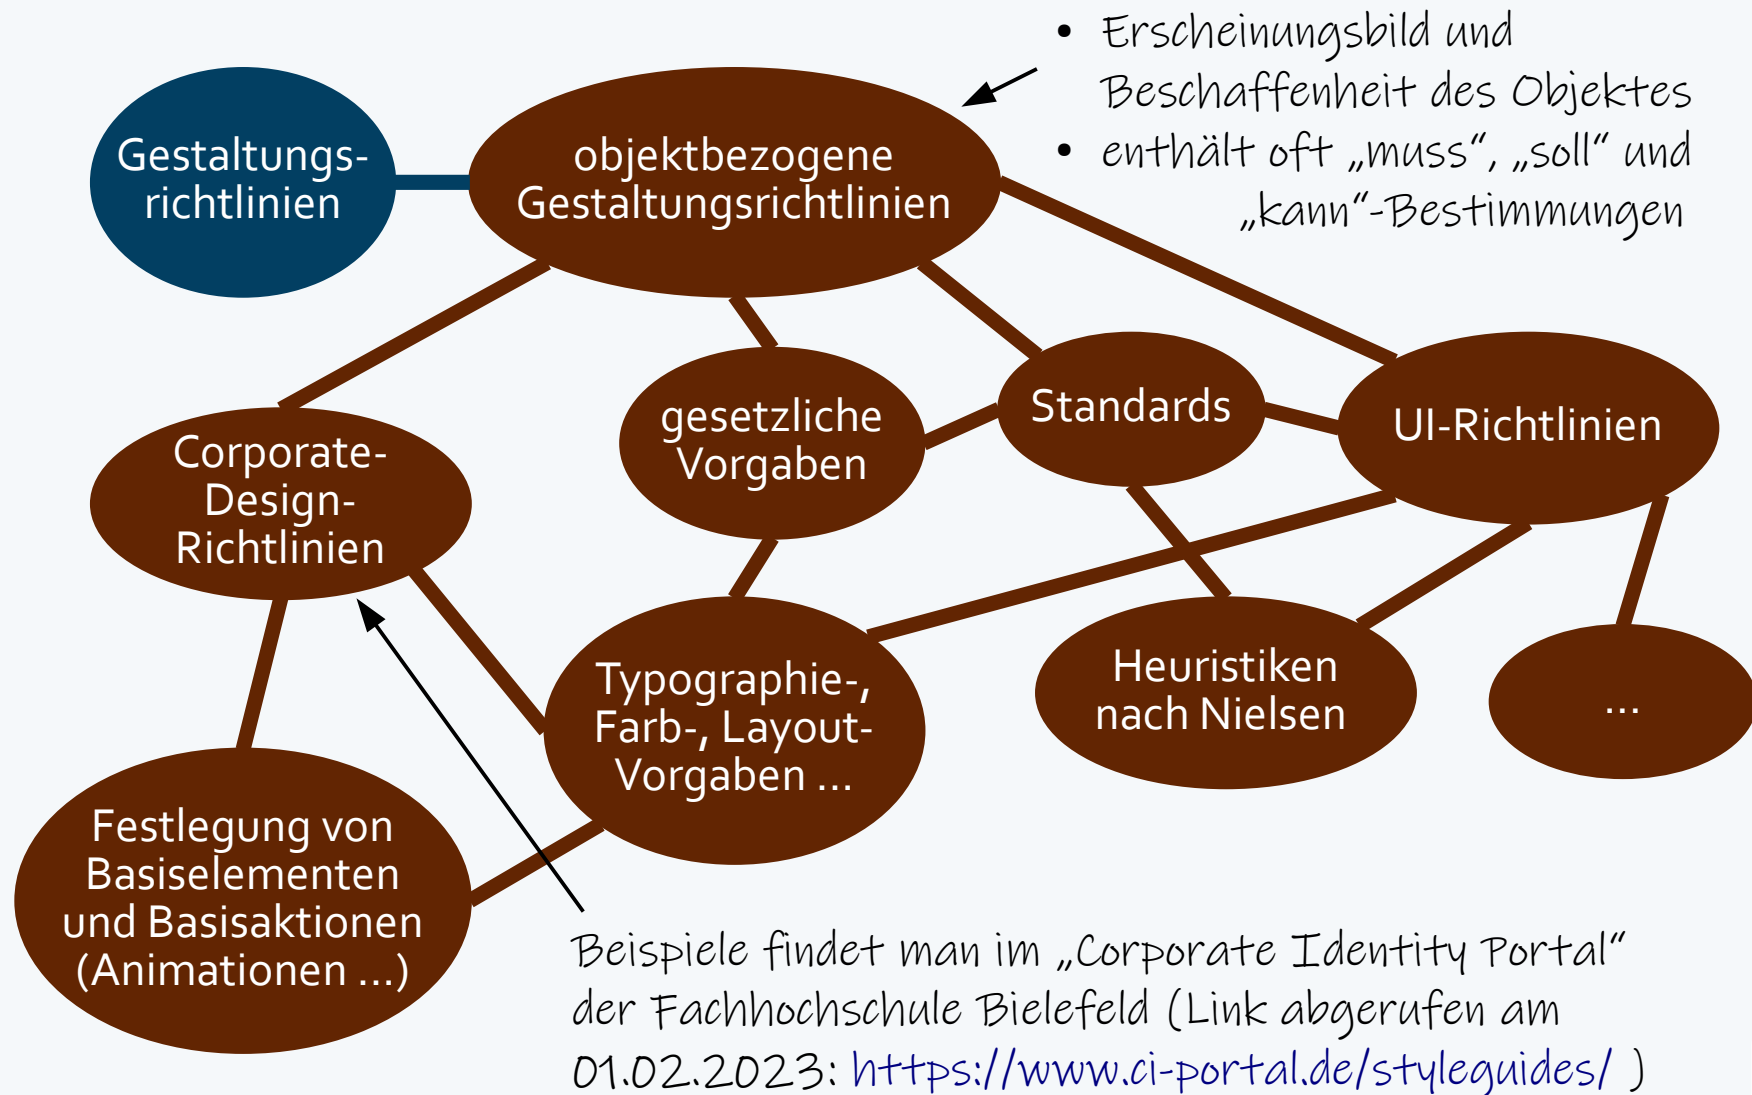 • Erscheinungsbild und
Beschaffenheit des Objektes
• enthält oft „muss“, „soll“ und
„kann“-Bestimmungen
Gestaltungs-
richtlinien
objektbezogene
Gestaltungsrichtlinien
Corporate-
Design-
Richtlinien
gesetzliche
Vorgaben
Standards
UI-Richtlinien
Typographie-,
Farb-, Layout-
Vorgaben ...
Heuristiken
nach Nielsen
...
Festlegung von
Basiselementen
und Basisaktionen
(Animationen ...)
Beispiele findet man im „Corporate Identity Portal“
der Fachhochschule Bielefeld (Link abgerufen am
01.02.2023: https://www.ci-portal.de/styleguides/ )